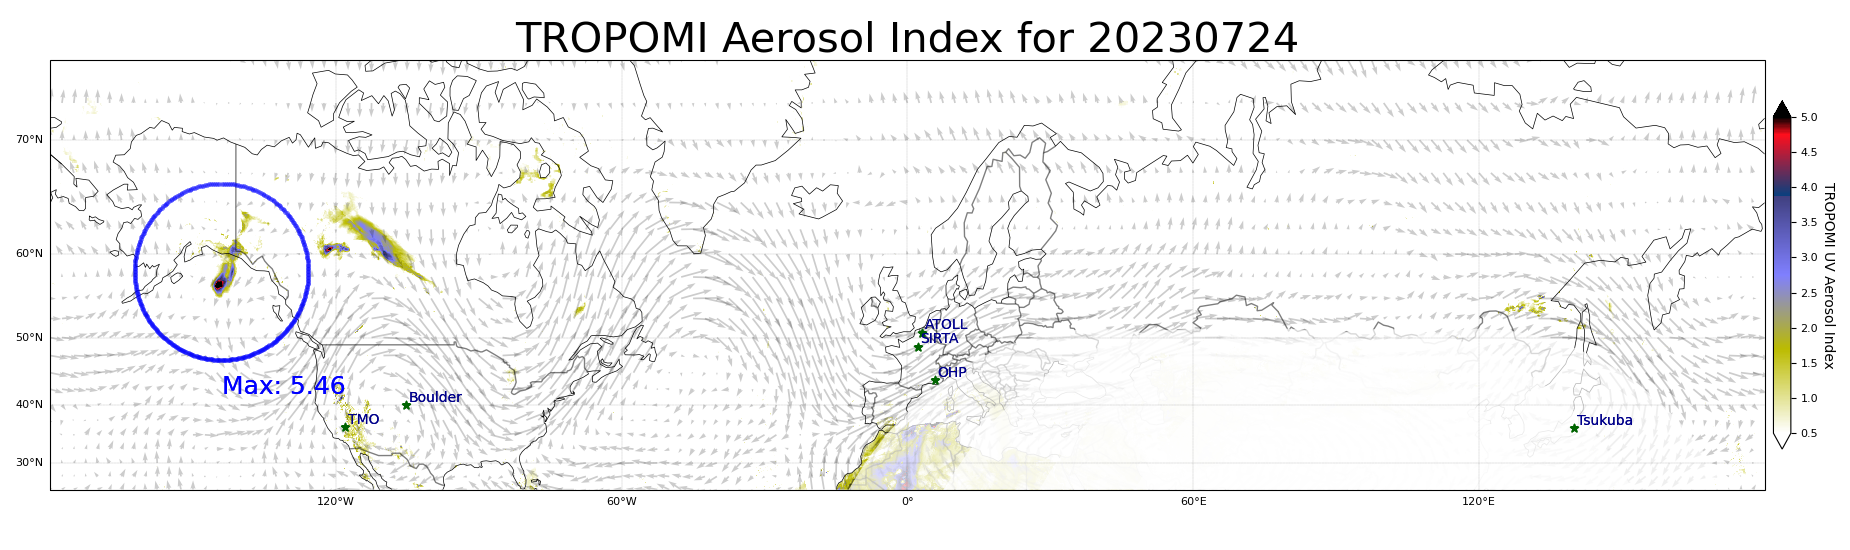 TROPOMI Aerosol Index for 20230724
70°N
60°N
50°N
40°N
30°N
120°W
60°W
0°
60°E
120°E
ATOLL
SIRTA
OHP
Max: 5.46
Boulder
TMO
Tsukuba
5.0
4.5
4.0
3.5
3.0
2.5
2.0
1.5
1.0
0.5
TROPOMI UV Aerosol Index